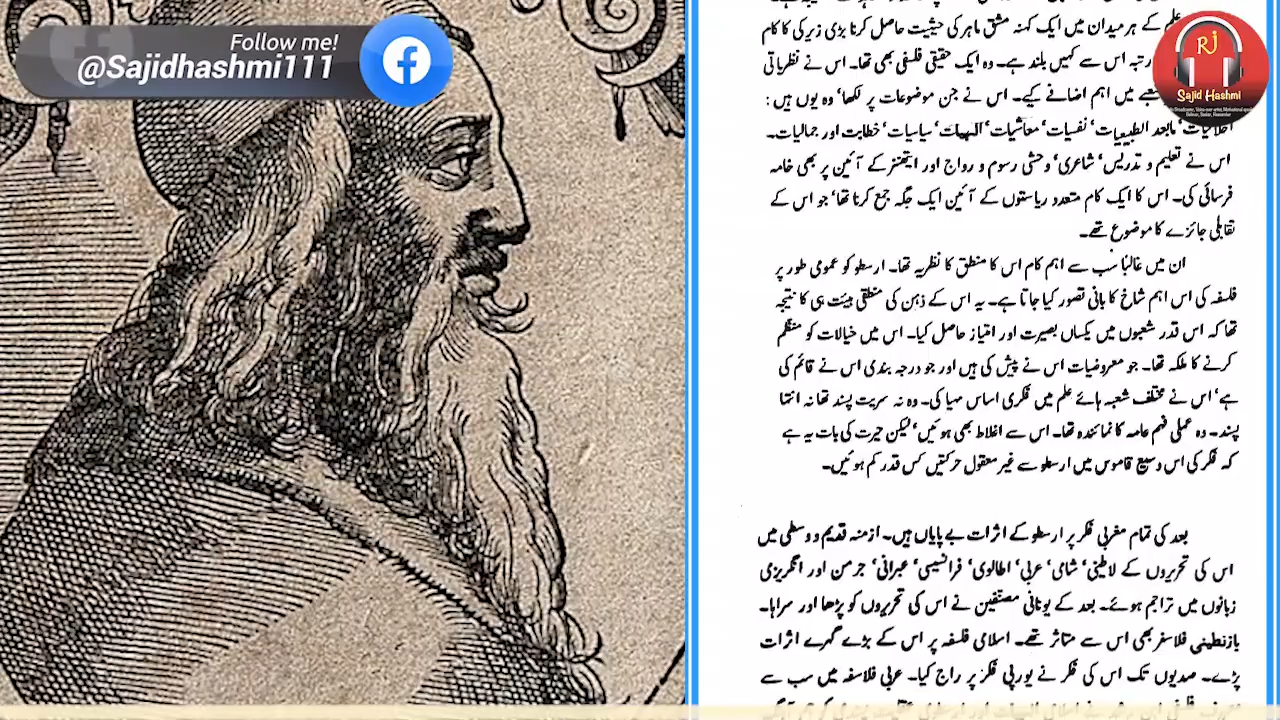 Follow me!
@Sajidhashmi111
RJ
Sajid Hashmi
علم کے ہر میدان میں ایک کہنہ مشق ماہر کی حیثیت حاصل کرنا بڑی زیرکی کا کام
رتبہ اس سے کہیں بلند ہے۔ وہ ایک حقیقی فلسفی بھی تھا۔ اس نے نظریاتی
میں اہم اضافے کیے۔ اس نے جن موضوعات پر لکھا‘ وہ یوں ہیں :
اخلاقیات‘ مابعد الطبیعیات‘ نفسیات‘ معاشیات‘ الہیات‘ سیاسیات‘ خطابت اور جمالیات۔
اس نے تعلیم و تدریس‘ شاعری‘ وحشی رسوم و رواج اور ایتھنز کے آئین پر بھی خامہ
فرسائی کی۔ اس کا ایک کام متعدد ریاستوں کے آئین ایک جگہ جمع کرنا تھا‘ جو اس کے
تقابلی جائزے کا موضوع تھے۔
ان میں غالبا سب سے اہم کام اس کا منطق کا نظریہ تھا۔ ارسطو کو عمومی طور پر
فلسفہ کی اس اہم شاخ کا بانی تصور کیا جاتا ہے۔ یہ اس کے ذہن کی منطقی ہیئت ہی کا نتیجہ
تھا کہ اس قدر شعبوں میں یکساں بصیرت اور امتیاز حاصل کیا۔ اس میں خیالات کو منظم
کرنے کا ملکہ تھا۔ جو معروضیات اس نے پیش کی ہیں اور جو درجہ بندی اس نے قائم کی
ہے‘ اس نے مختلف شعبہ ہائے علم میں فکری اساس مہیا کی۔ وہ نہ سریت پسند تھا نہ انتہا
پسند۔ وہ عملی فہم عامہ کا نمائندہ تھا۔ اس سے اغلاط بھی ہوئیں‘ لیکن حیرت کی بات یہ ہے
کہ فکر کی اس وسیع قاموس میں ارسطو سے غیر معقول حرکتیں کس قدر کم ہوئیں۔
بعد کی تمام مغربی فکر پر ارسطو کے اثرات بے پایاں ہیں۔ ازمنہ قدیم و وسطی میں
اس کی تحریروں کے لاطینی‘ شامی‘ عربی‘ اطالوی‘ فرانسیسی‘ عبرانی‘ جرمن اور انگریزی
زبانوں میں تراجم ہوئے۔ بعد کے یونانی مصنفین نے اس کی تحریروں کو پڑھا اور سراہا۔
بازنطینی فلاسفر بھی اس سے متاثر تھے۔ اسلامی فلسفہ پر اس کے بڑے گہرے اثرات
پڑے۔ صدیوں تک اس کی فکر نے یورپی فکر پر راج کیا۔ عربی فلاسفہ میں سب سے